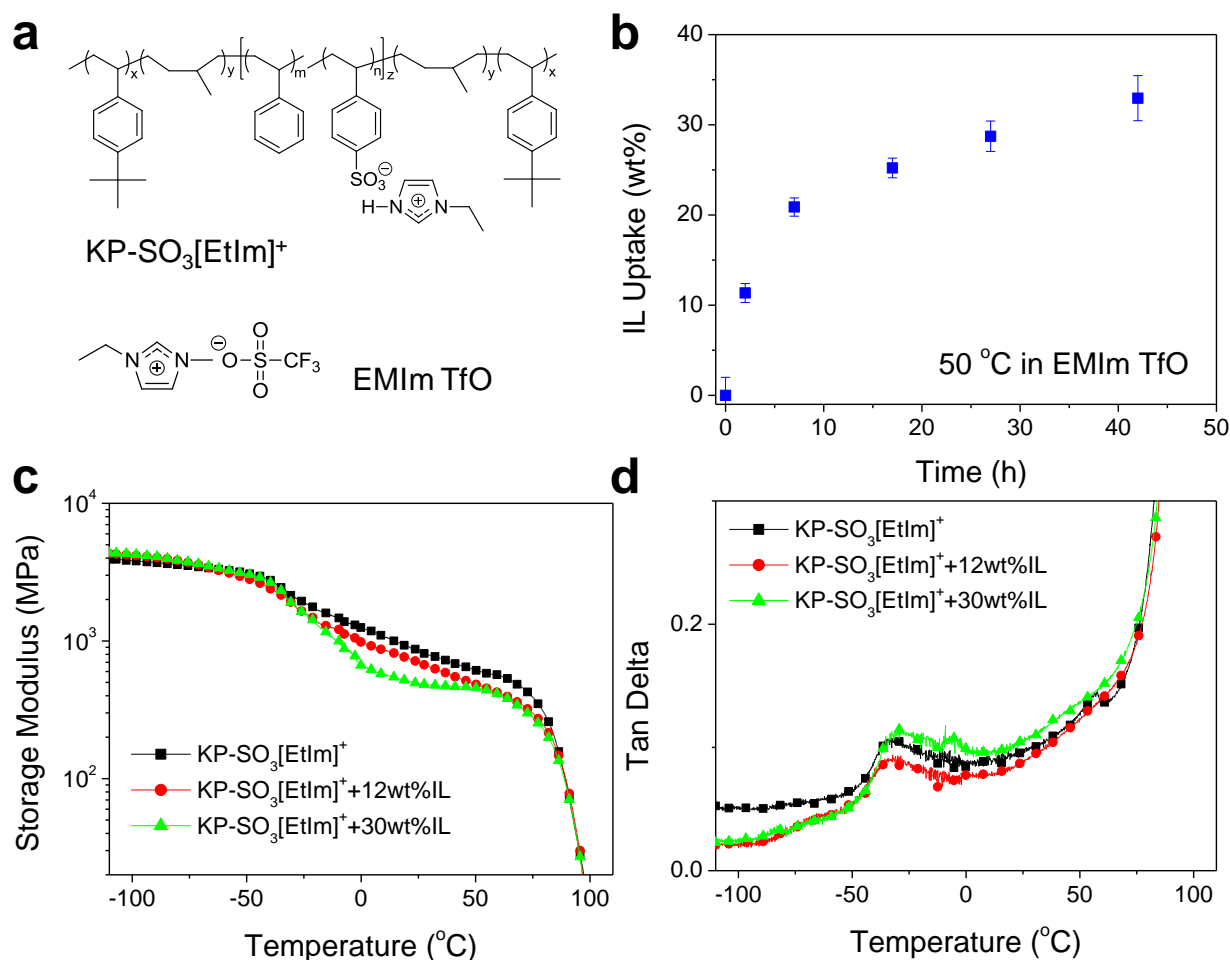 a
x y m n z y x
SO3⊖
H-N ⊕ N
KP-SO3[EtIm]+
N ⊕ N ⊖O-S-CF3
O
O
EMIm TfO
b
40
30
20
10
0
IL Uptake (wt%)
0 10 20 30 40 50
Time (h)
50 oC in EMIm TfO
c
10^4
10^3
10^2
Storage Modulus (MPa)
KP-SO3[EtIm]+
KP-SO3[EtIm]++12wt%IL
KP-SO3[EtIm]++30wt%IL
-100 -50 0 50 100
Temperature (oC)
d
0.2
0.0
Tan Delta
KP-SO3[EtIm]+
KP-SO3[EtIm]++12wt%IL
KP-SO3[EtIm]++30wt%IL
-100 -50 0 50 100
Temperature (oC)